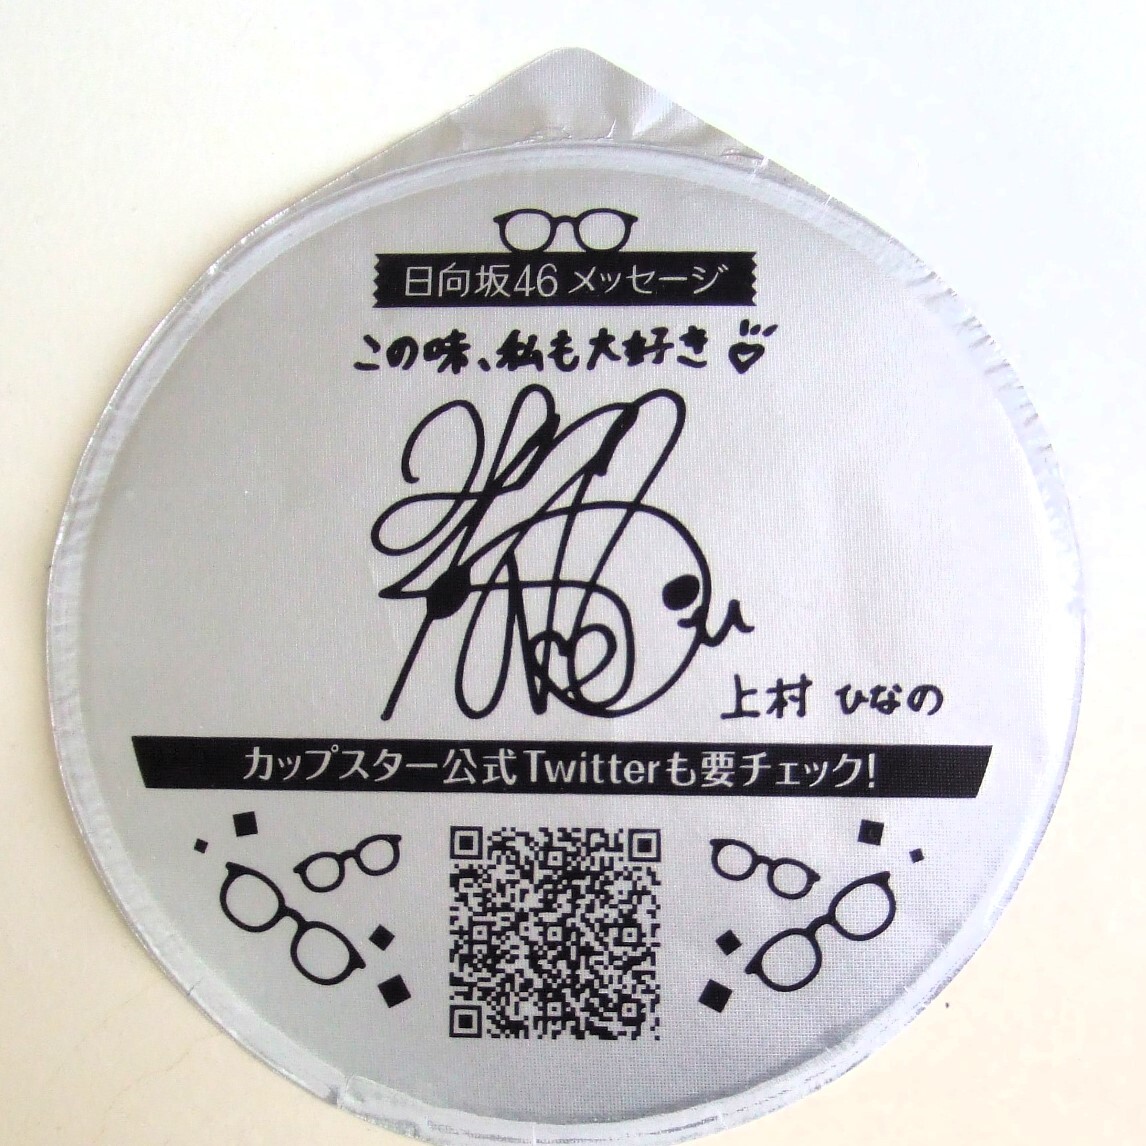 日向坂46 メッセージ
この味、私も大好き♡
上村 ひなの
カップスター公式Twitterも要チェック!